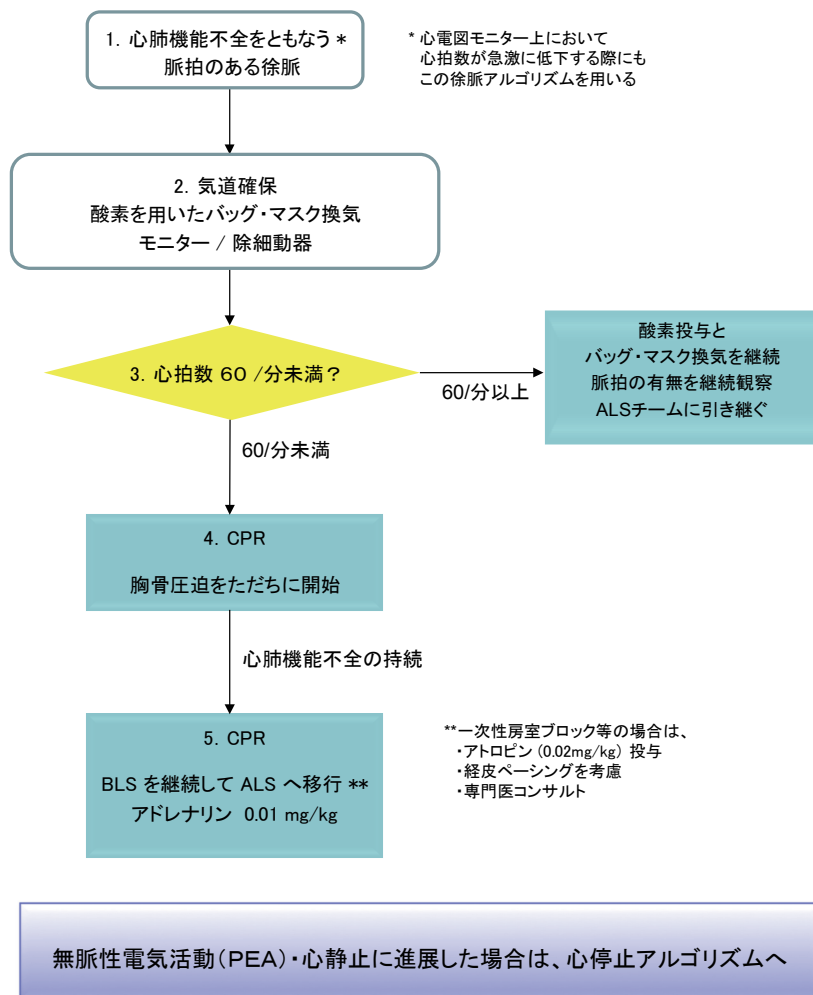 1. 心肺機能不全をともなう *
脈拍のある徐脈
* 心電図モニター上において
心拍数が急激に低下する際にも
この徐脈アルゴリズムを用いる
2. 気道確保
酸素を用いたバッグ・マスク換気
モニター / 除細動器
3. 心拍数 60 /分未満?
60/分以上
酸素投与と
バッグ・マスク換気を継続
脈拍の有無を継続観察
ALSチームに引き継ぐ
60/分未満
4. CPR
胸骨圧迫をただちに開始
心肺機能不全の持続
5. CPR
BLS を継続して ALS へ移行 **
アドレナリン 0.01 mg/kg
**一次性房室ブロック等の場合は、
・アトロピン (0.02mg/kg) 投与
・経皮ペーシングを考慮
・専門医コンサルト
無脈性電気活動(PEA)・心静止に進展した場合は、心停止アルゴリズムへ